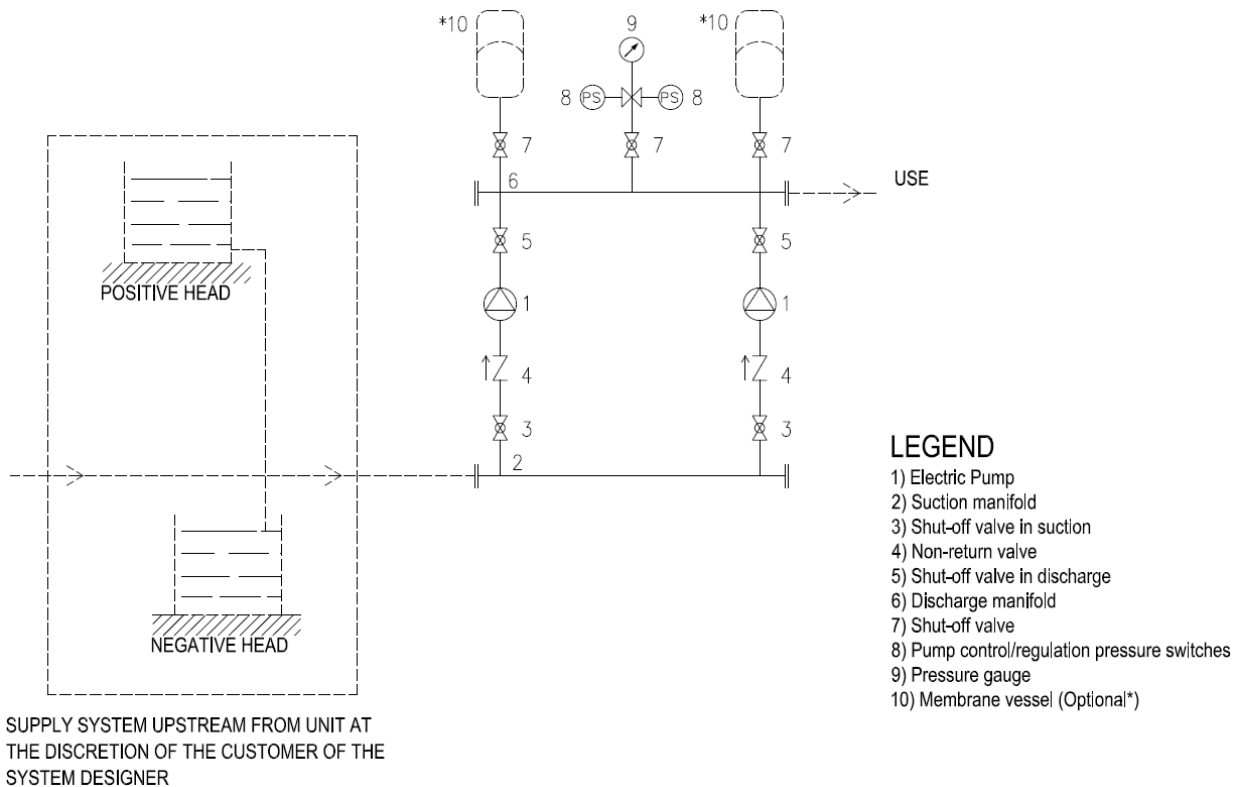 *10
9
*10
8 PS PS 8
7
7
7
6
USE
5
5
POSITIVE HEAD
1
1
4
4
3
3
2
NEGATIVE HEAD
LEGEND
1) Electric Pump
2) Suction manifold
3) Shut-off valve in suction
4) Non-return valve
5) Shut-off valve in discharge
6) Discharge manifold
7) Shut-off valve
8) Pump control/regulation pressure switches
9) Pressure gauge
10) Membrane vessel (Optional*)
SUPPLY SYSTEM UPSTREAM FROM UNIT AT
THE DISCRETION OF THE CUSTOMER OF THE
SYSTEM DESIGNER